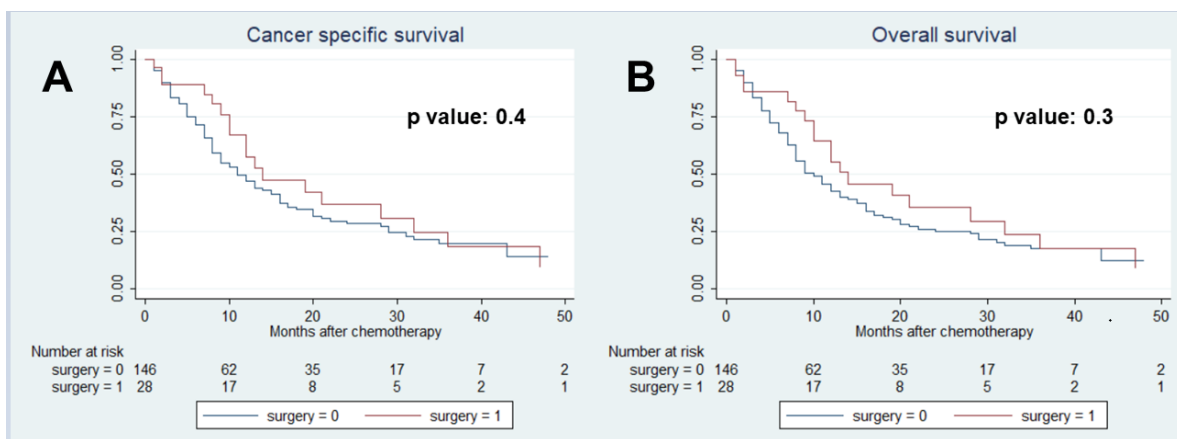 Cancer specific survival
A
p value: 0.4
1.00
0.75
0.50
0.25
0.00
0 10 20 30 40 50
Months after chemotherapy
Number at risk
surgery = 0 146 62 35 17 7 2
surgery = 1 28 17 8 5 2 1
surgery = 0 surgery = 1
Overall survival
B
p value: 0.3
1.00
0.75
0.50
0.25
0.00
0 10 20 30 40 50
Months after chemotherapy
Number at risk
surgery = 0 146 62 35 17 7 2
surgery = 1 28 17 8 5 2 1
surgery = 0 surgery = 1